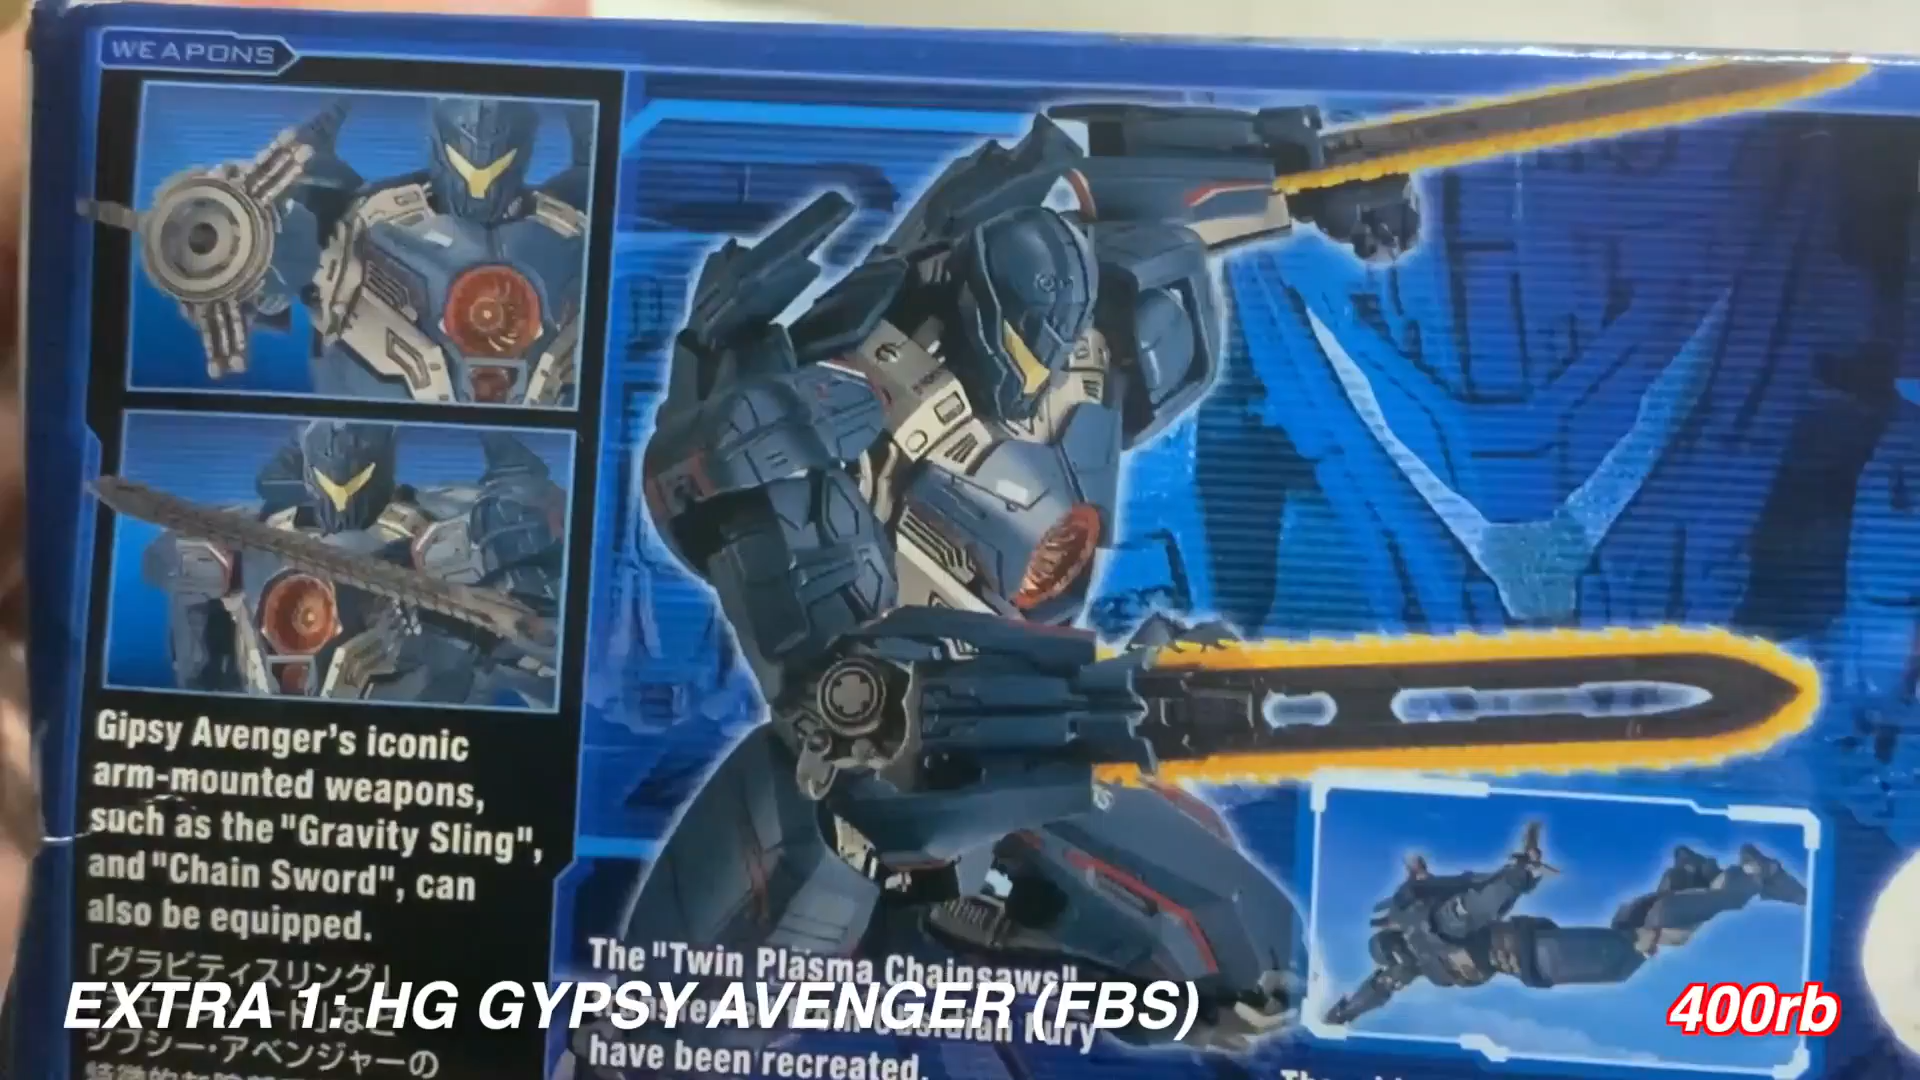 WEAPONS
Gipsy Avenger's iconic
arm-mounted weapons,
such as the "Gravity Sling",
and "Chain Sword", can
also be equipped.
「グラビティスリング」
プシー・アベンジャーの
The "Twin Plasma Chainsaws"
Obsidian Fury
have been recreated.
EXTRA 1: HG GYPSY AVENGER (FBS)
400rb